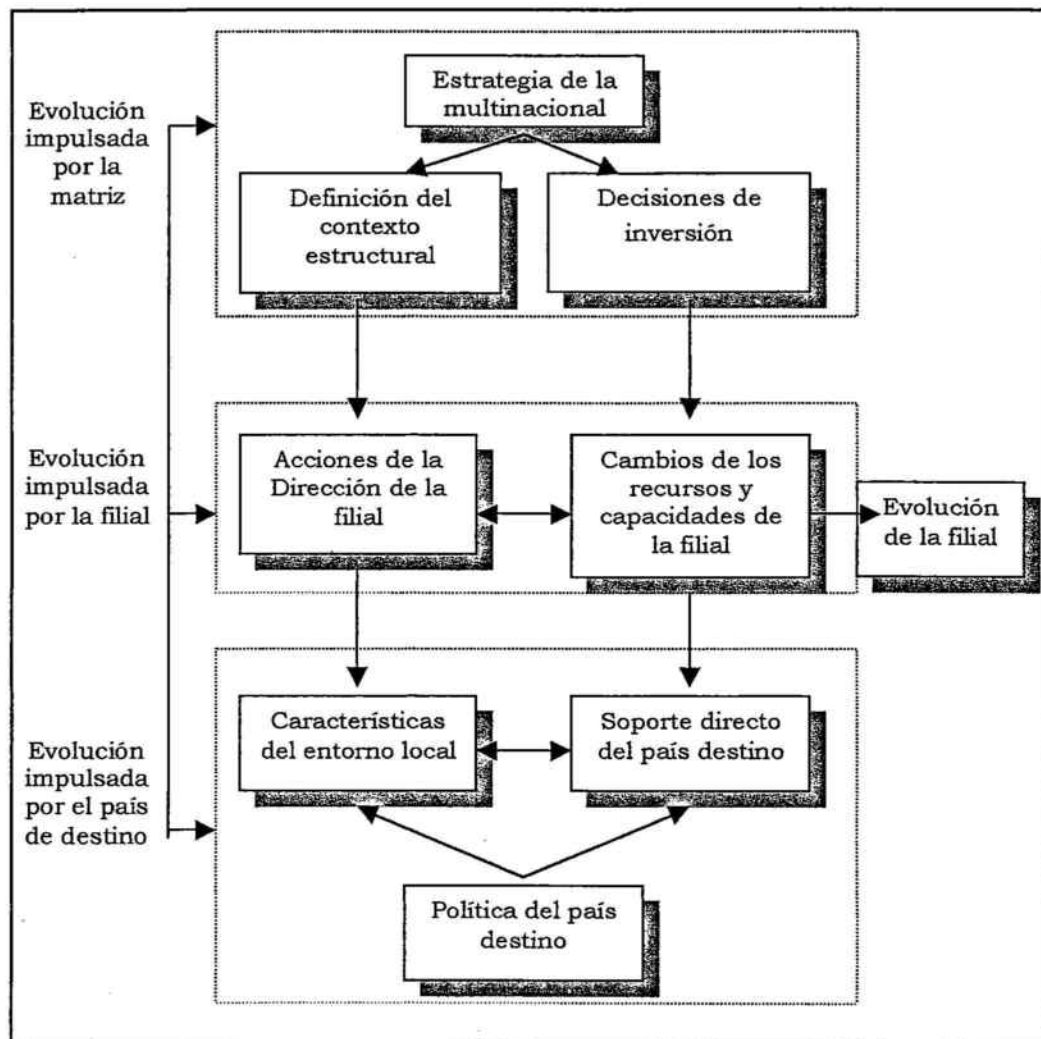 Estrategia de la
multinacional
Evolución
impulsada
por la
matriz
Definición del
contexto
estructural
Decisiones de
inversión
Evolución
impulsada
por la filial
Acciones de la
Dirección de la
filial
Cambios de los
recursos y
capacidades de
la filial
Evolución
de la filial
Evolución
impulsada
por el país
de destino
Características
del entorno local
Soporte directo
del país destino
Política del país
destino